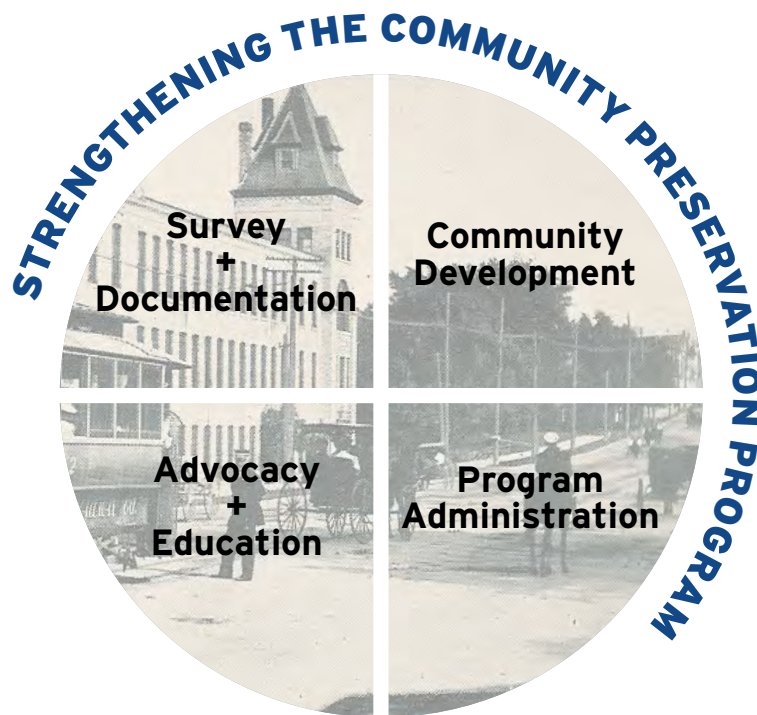 STRENGTHENING THE COMMUNITY PRESERVATION PROGRAM
Survey
+
Documentation
Community
Development
Advocacy
+
Education
Program
Administration